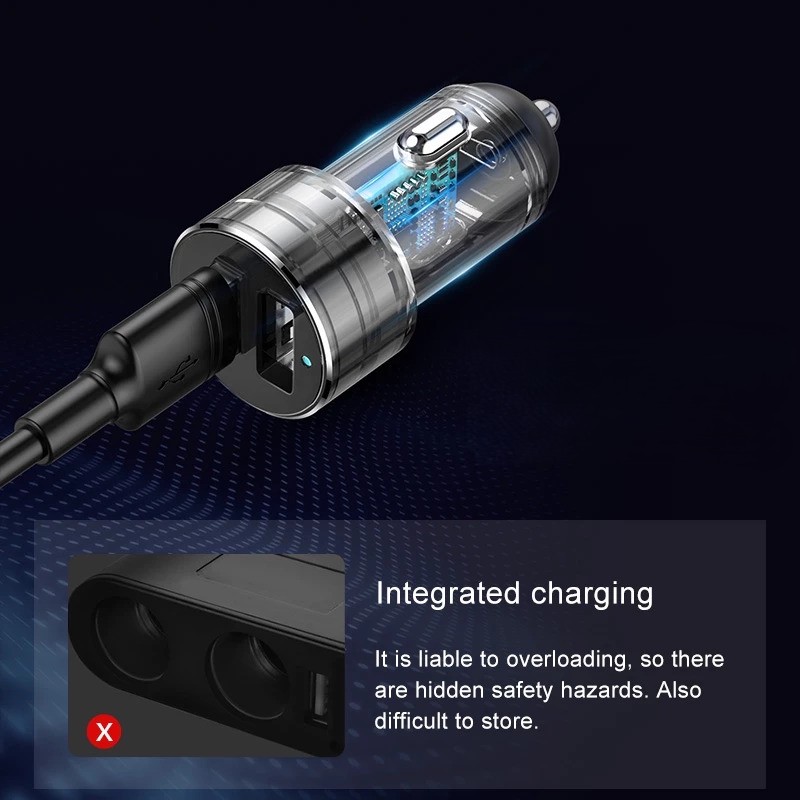 Integrated charging
It is liable to overloading, so there
are hidden safety hazards. Also
difficult to store.
X